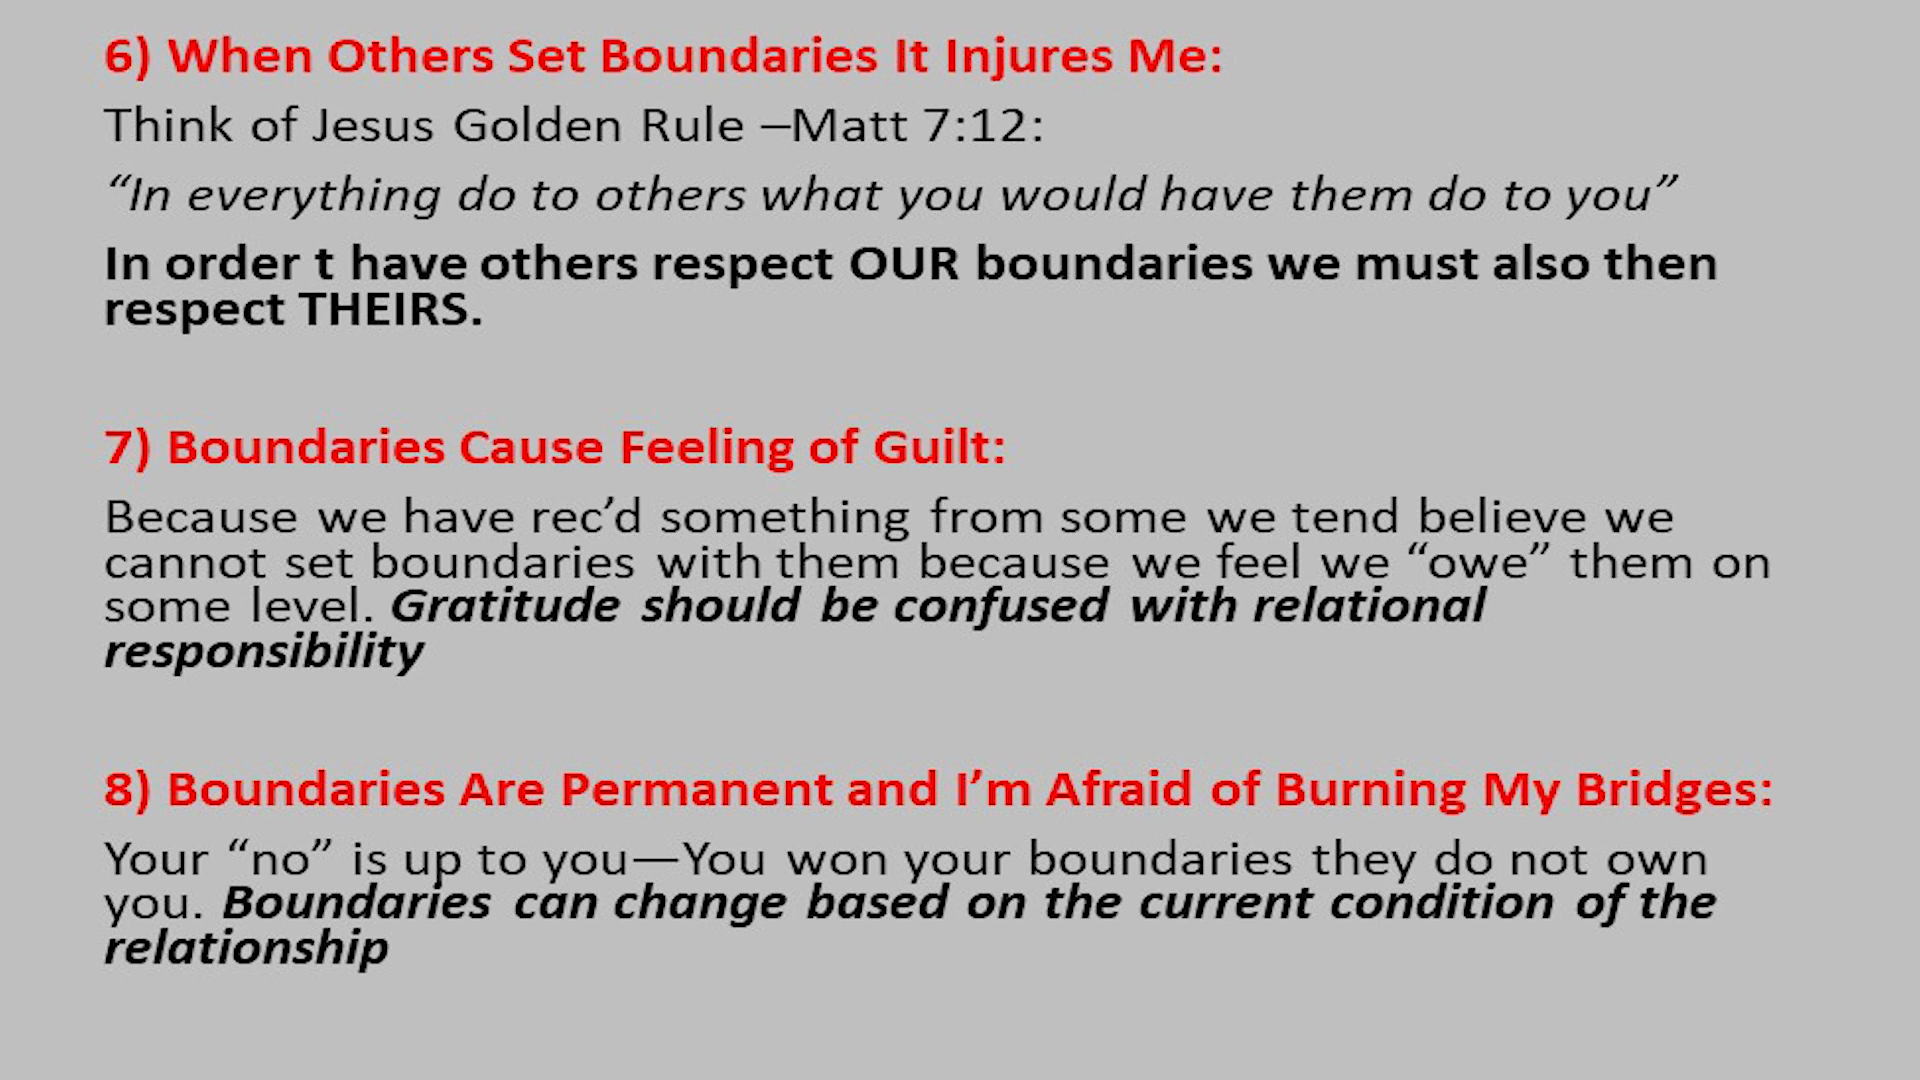 6) When Others Set Boundaries It Injures Me:
Think of Jesus Golden Rule –Matt 7:12:
“In everything do to others what you would have them do to you”
In order t have others respect OUR boundaries we must also then
respect THEIRS.
7) Boundaries Cause Feeling of Guilt:
Because we have rec’d something from some we tend believe we
cannot set boundaries with them because we feel we “owe” them on
some level. Gratitude should be confused with relational
responsibility
8) Boundaries Are Permanent and I’m Afraid of Burning My Bridges:
Your “no” is up to you—You won your boundaries they do not own
you. Boundaries can change based on the current condition of the
relationship